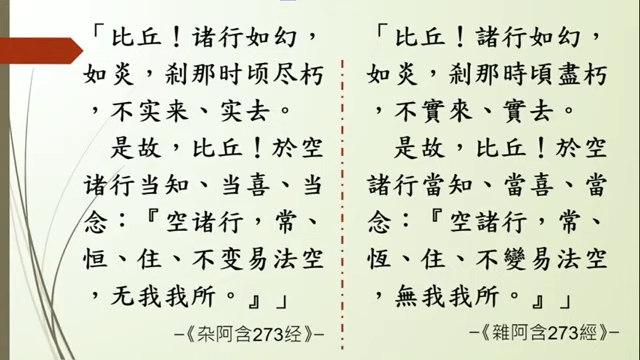 「比丘！诸行如幻，
如炎，刹那时顷尽朽
，不实来、实去。
是故，比丘！於空
诸行当知、当喜、当
念：『空诸行，常、
恒、住、不变易法空
，无我我所。』」
–《杂阿含273经》–
「比丘！諸行如幻，
如炎，剎那時頃盡朽
，不實來、實去。
是故，比丘！於空
諸行當知、當喜、當
念：『空諸行，常、
恆、住、不變易法空
，無我我所。』」
–《雜阿含273經》–